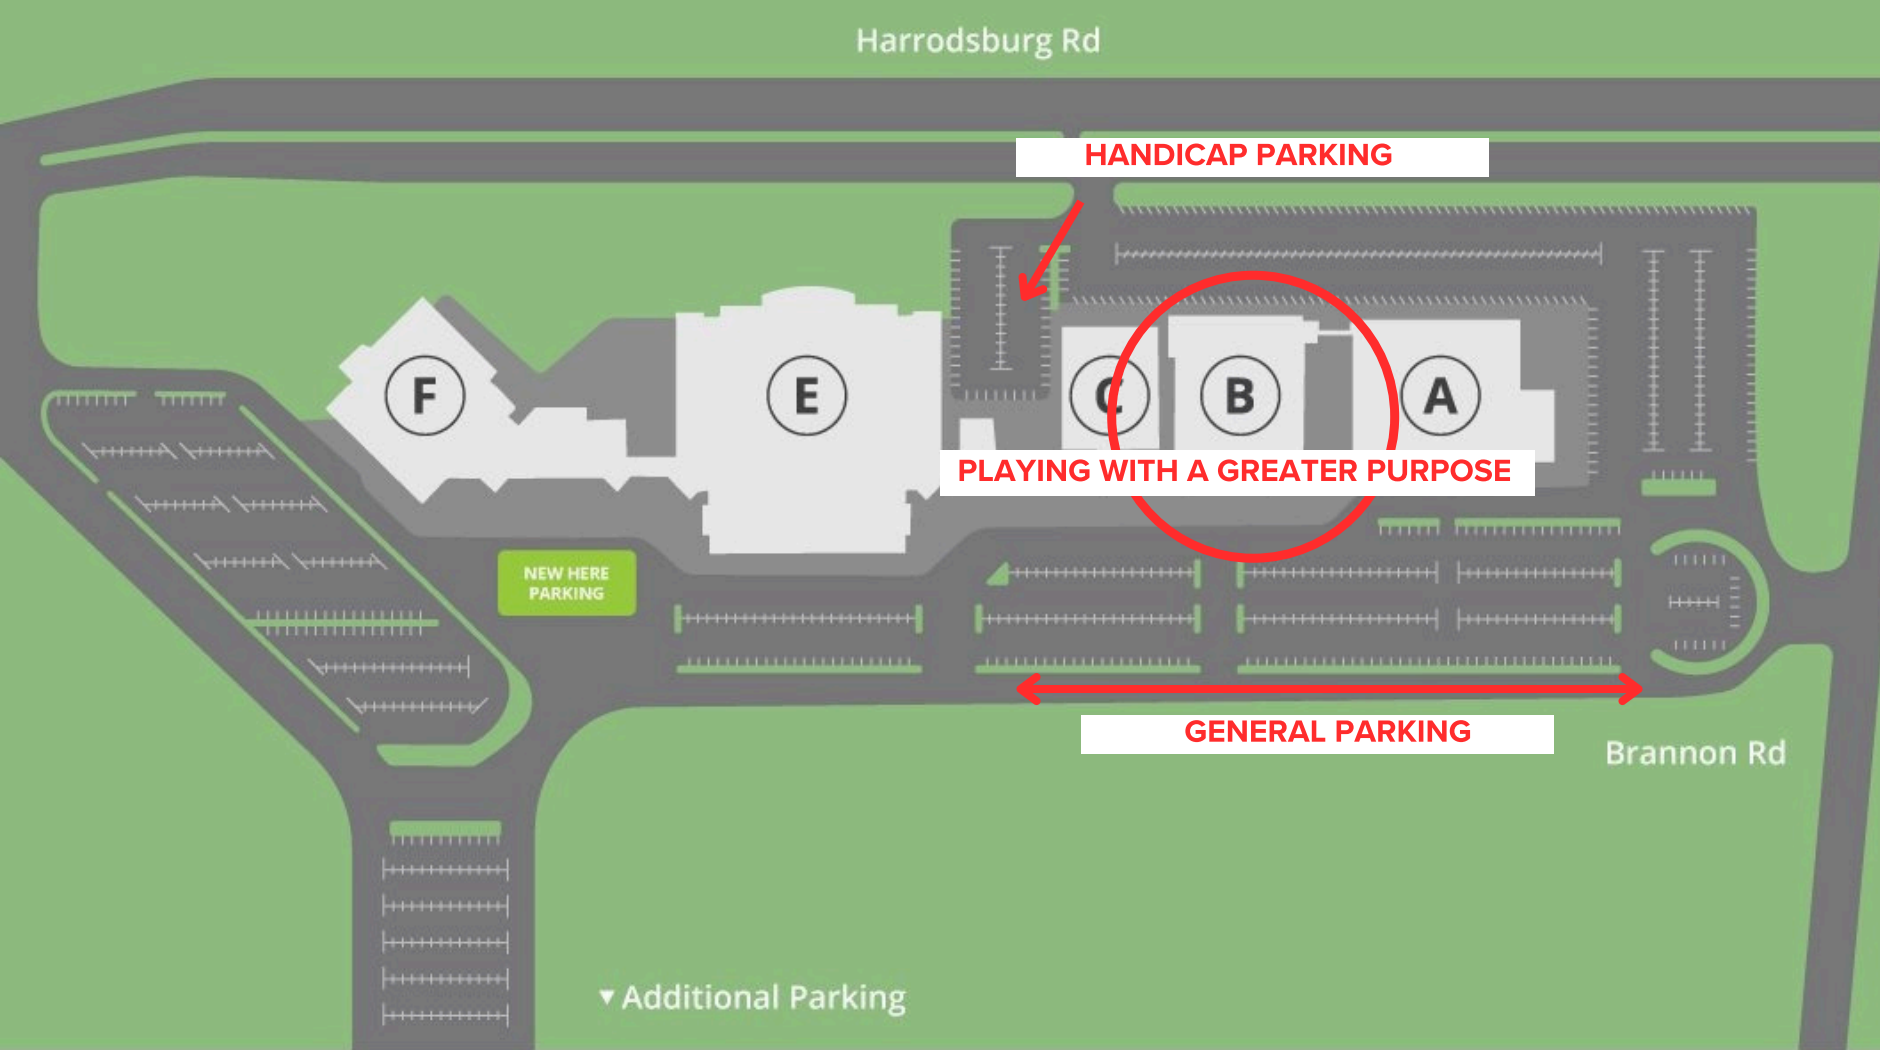 Harrodsburg Rd
HANDICAP PARKING
F
E
C
B
A
PLAYING WITH A GREATER PURPOSE
NEW HERE
PARKING
GENERAL PARKING
Brannon Rd
▼ Additional Parking